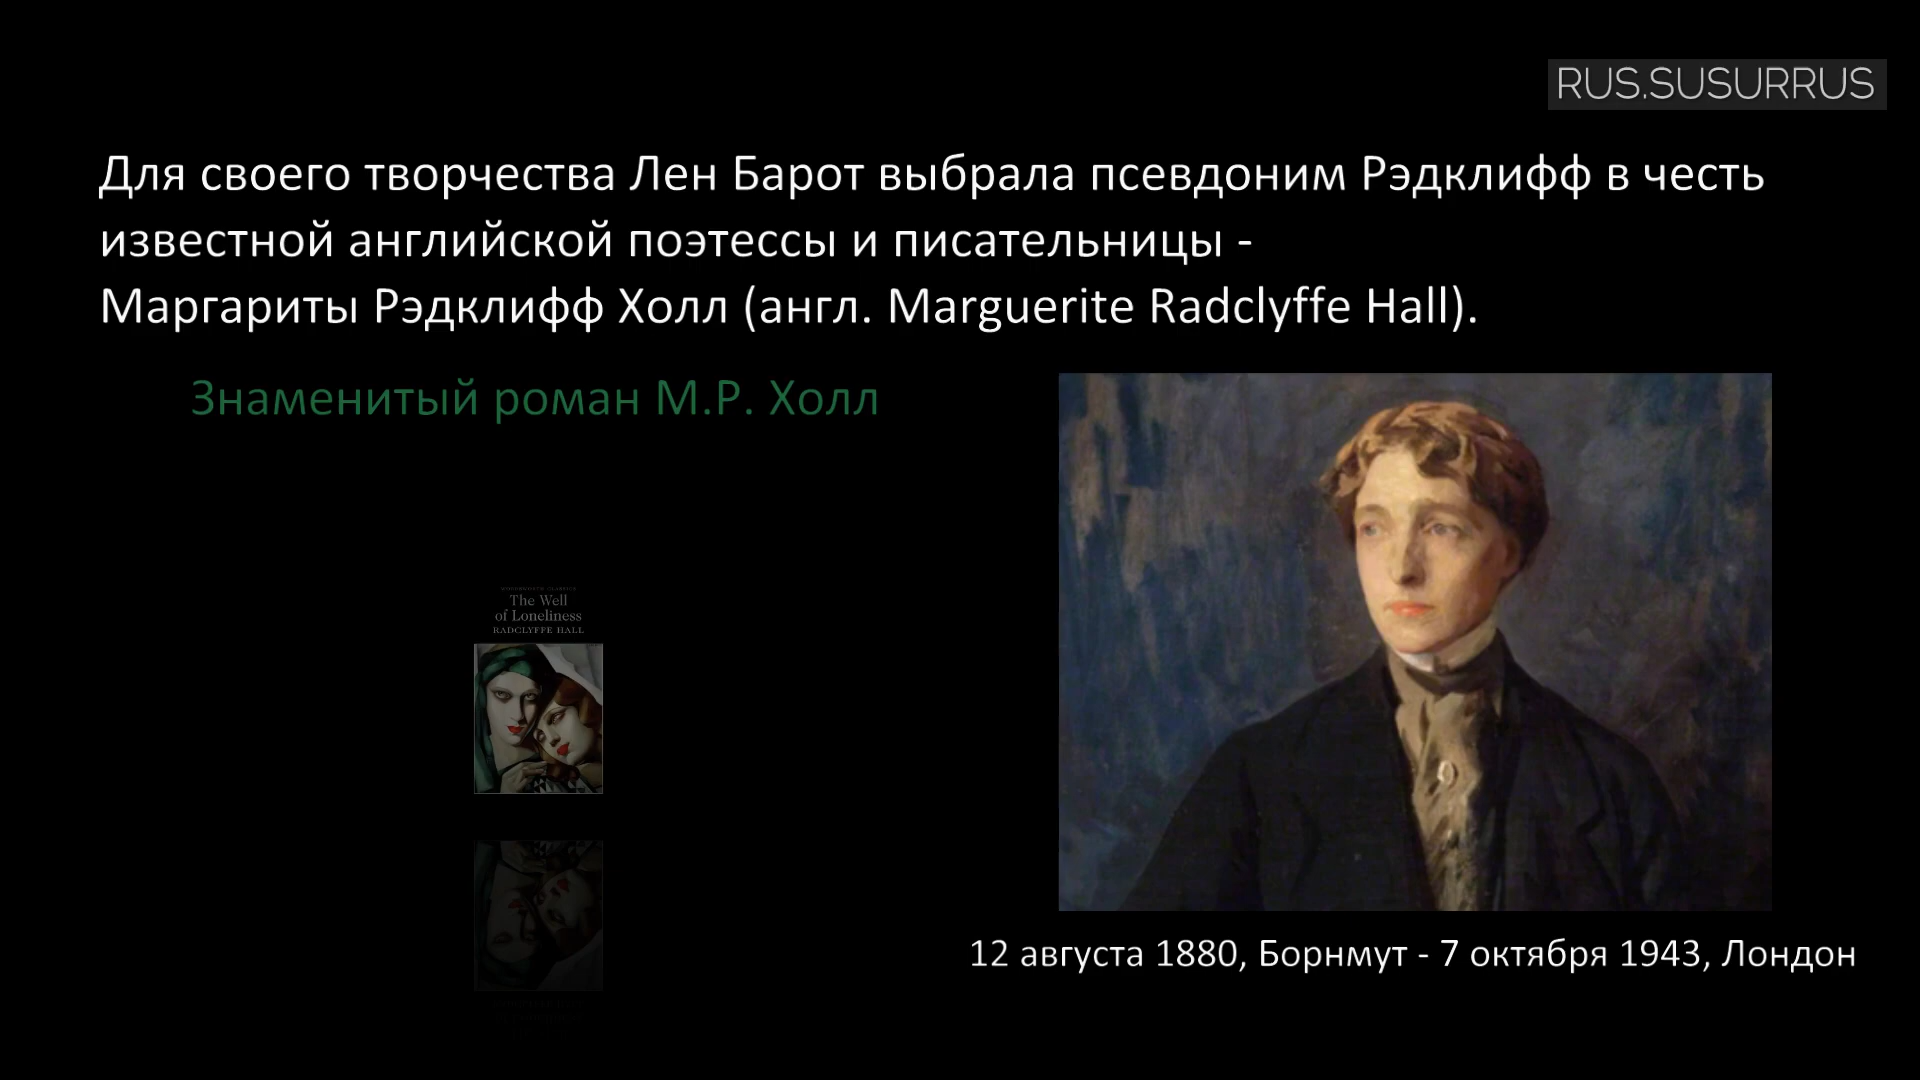 RUS.SUSURRUS
Для своего творчества Лен Барот выбрала псевдоним Рэдклифф в честь
известной английской поэтессы и писательницы -
Маргариты Рэдклифф Холл (англ. Marguerite Radclyffe Hall).
Знаменитый роман М.Р. Холл
WORDSWORTH CLASSICS
The Well
of Loneliness
RADCLYFFE HALL
12 августа 1880, Борнмут - 7 октября 1943, Лондон